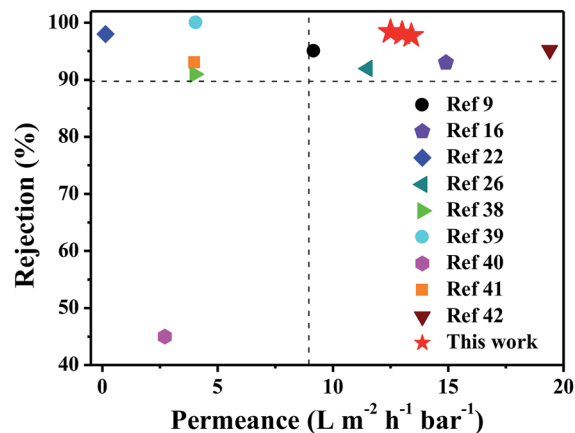 100
90
80
70
60
50
40
Rejection (%)
Ref 9
Ref 16
Ref 22
Ref 26
Ref 38
Ref 39
Ref 40
Ref 41
Ref 42
This work
0 5 10 15 20
Permeance (L m⁻² h⁻¹ bar⁻¹)